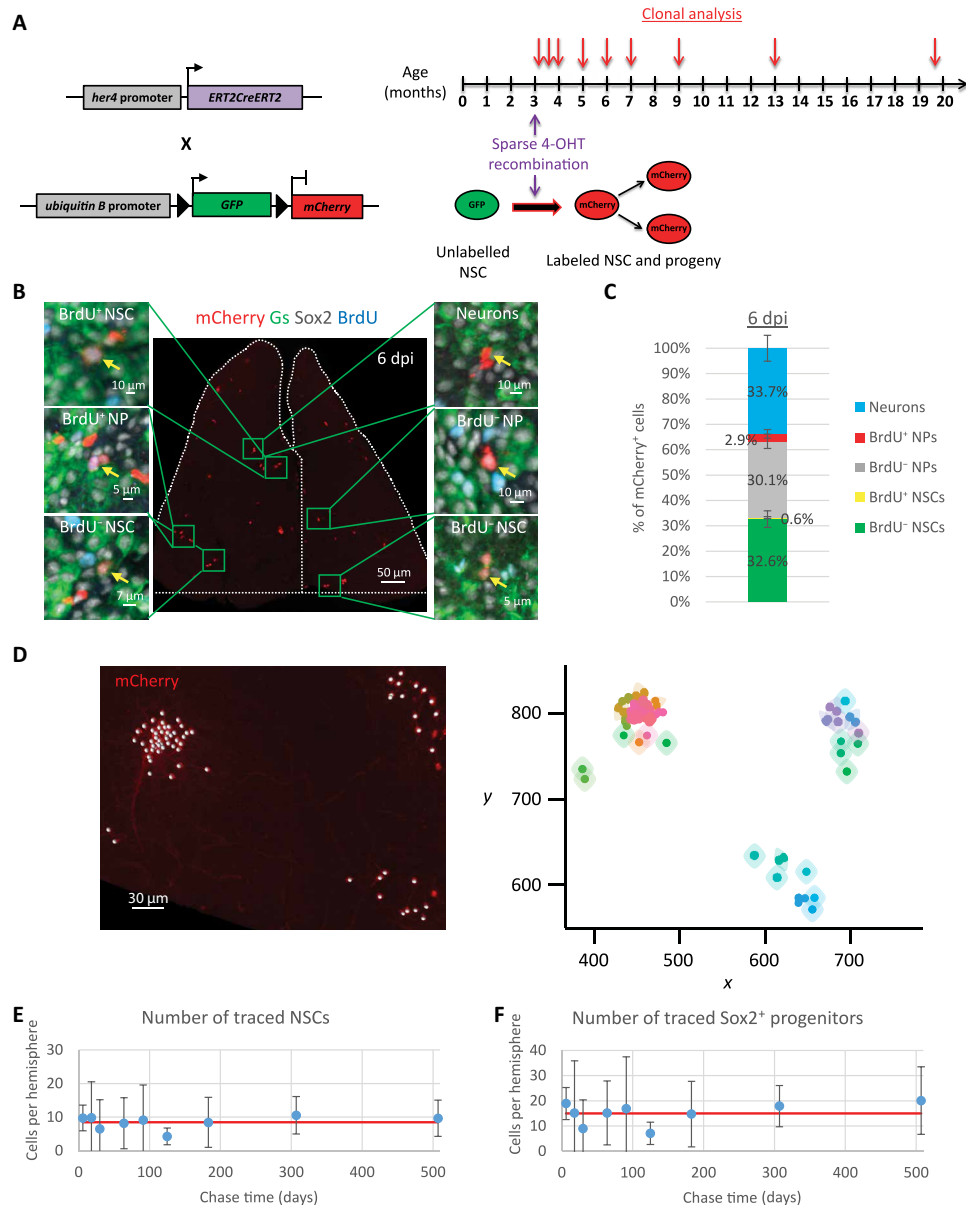 A
her4 promoter
ERT2CreERT2
X
ubiquitin B promoter
GFP
mCherry
Clonal analysis
Age
(months)
0 1 2 3 4 5 6 7 8 9 10 11 12 13 14 15 16 17 18 19 20
Sparse 4-OHT
recombination
GFP
mCherry
mCherry
mCherry
Unlabelled
NSC
Labeled NSC and progeny
B
mCherry Gs Sox2 BrdU
6 dpi
50 µm
BrdU⁺ NSC
10 µm
BrdU⁺ NP
5 µm
BrdU⁻ NSC
7 µm
Neurons
10 µm
BrdU⁻ NP
10 µm
BrdU⁻ NSC
5 µm
C
6 dpi
% of mCherry⁺ cells
100%
90%
80%
70%
60%
50%
40%
30%
20%
10%
0%
33.7%
2.9%
30.1%
0.6%
32.6%
Neurons
BrdU⁺ NPs
BrdU⁻ NPs
BrdU⁺ NSCs
BrdU⁻ NSCs
D
mCherry
30 µm
y
800
700
600
400 500 600 700
x
E
Number of traced NSCs
Cells per hemisphere
30
20
10
0
0 100 200 300 400 500
Chase time (days)
F
Number of traced Sox2⁺ progenitors
Cells per hemisphere
40
30
20
10
0
0 100 200 300 400 500
Chase time (days)